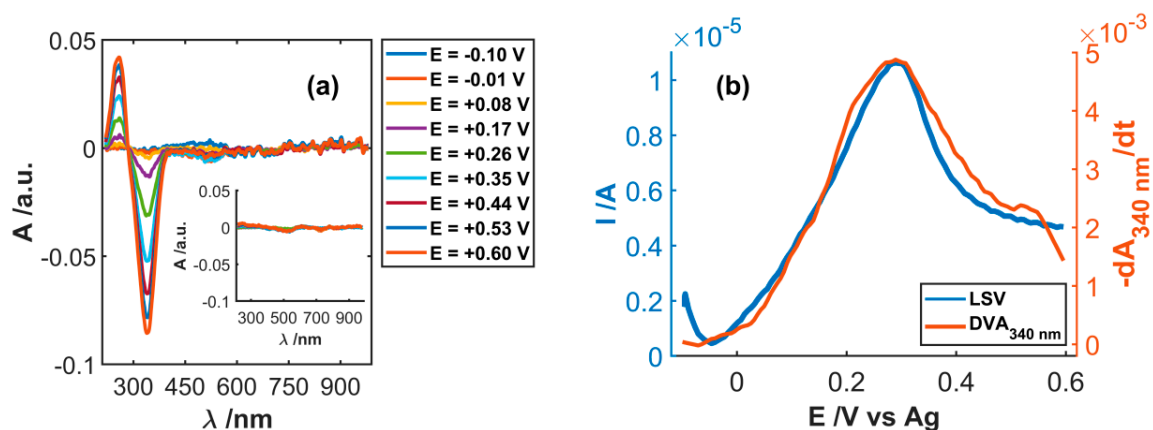 (a)
0.05
0
-0.05
-0.1
A /a.u.
300 450 600 750 900
λ /nm
0.05
0
-0.05
-0.1
A /a.u.
300 500 700 900
λ /nm
E = -0.10 V
E = -0.01 V
E = +0.08 V
E = +0.17 V
E = +0.26 V
E = +0.35 V
E = +0.44 V
E = +0.53 V
E = +0.60 V
(b)
×10⁻⁵
1
0.8
0.6
0.4
0.2
0
I /A
×10⁻³
5
4
3
2
1
0
-dA₃₄₀ ₙₘ/dt
LSV
DVA₃₄₀ ₙₘ
0 0.2 0.4 0.6
E /V vs Ag